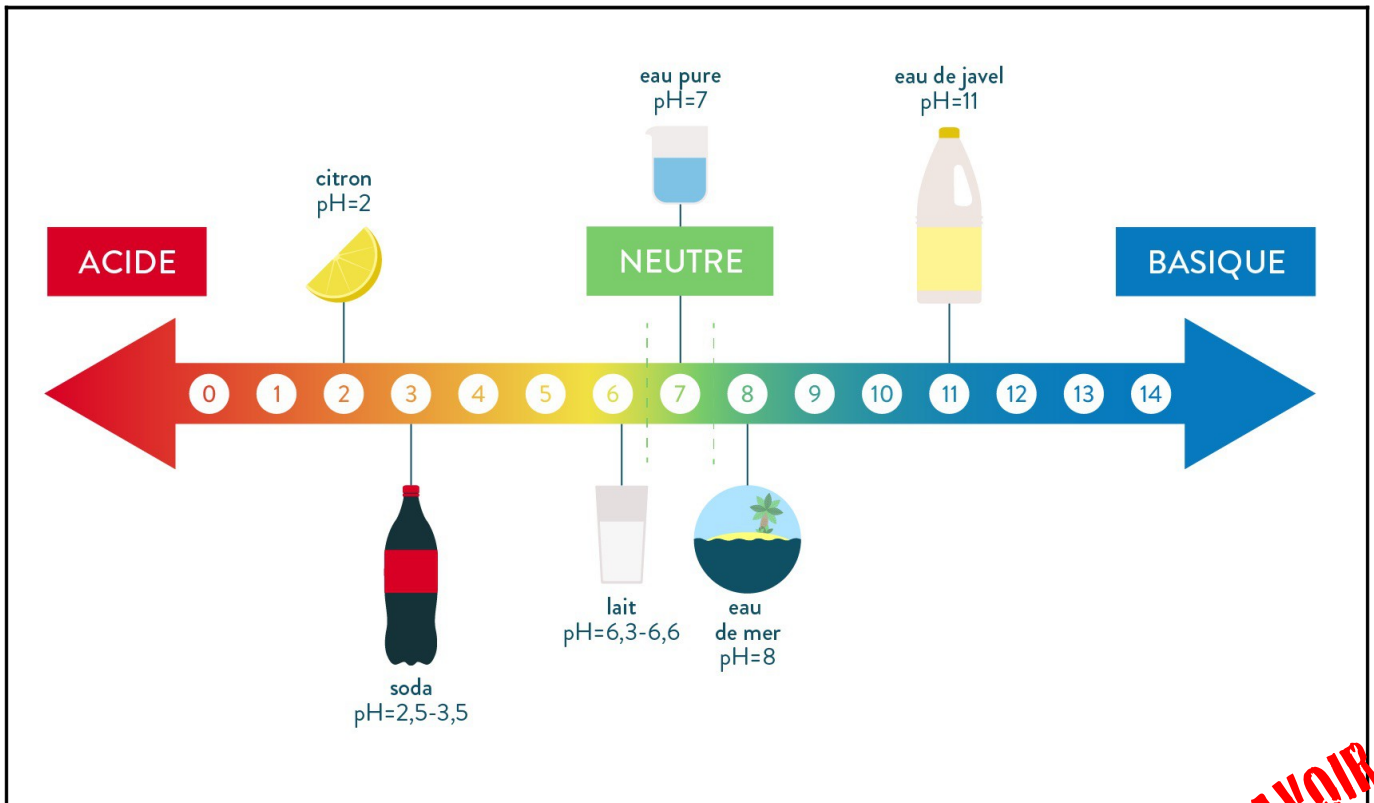 eau pure
pH=7
eau de javel
pH=11
citron
pH=2
ACIDE
NEUTRE
BASIQUE
0 1 2 3 4 5 6 7 8 9 10 11 12 13 14
lait
pH=6,3-6,6
eau
de mer
pH=8
soda
pH=2,5-3,5